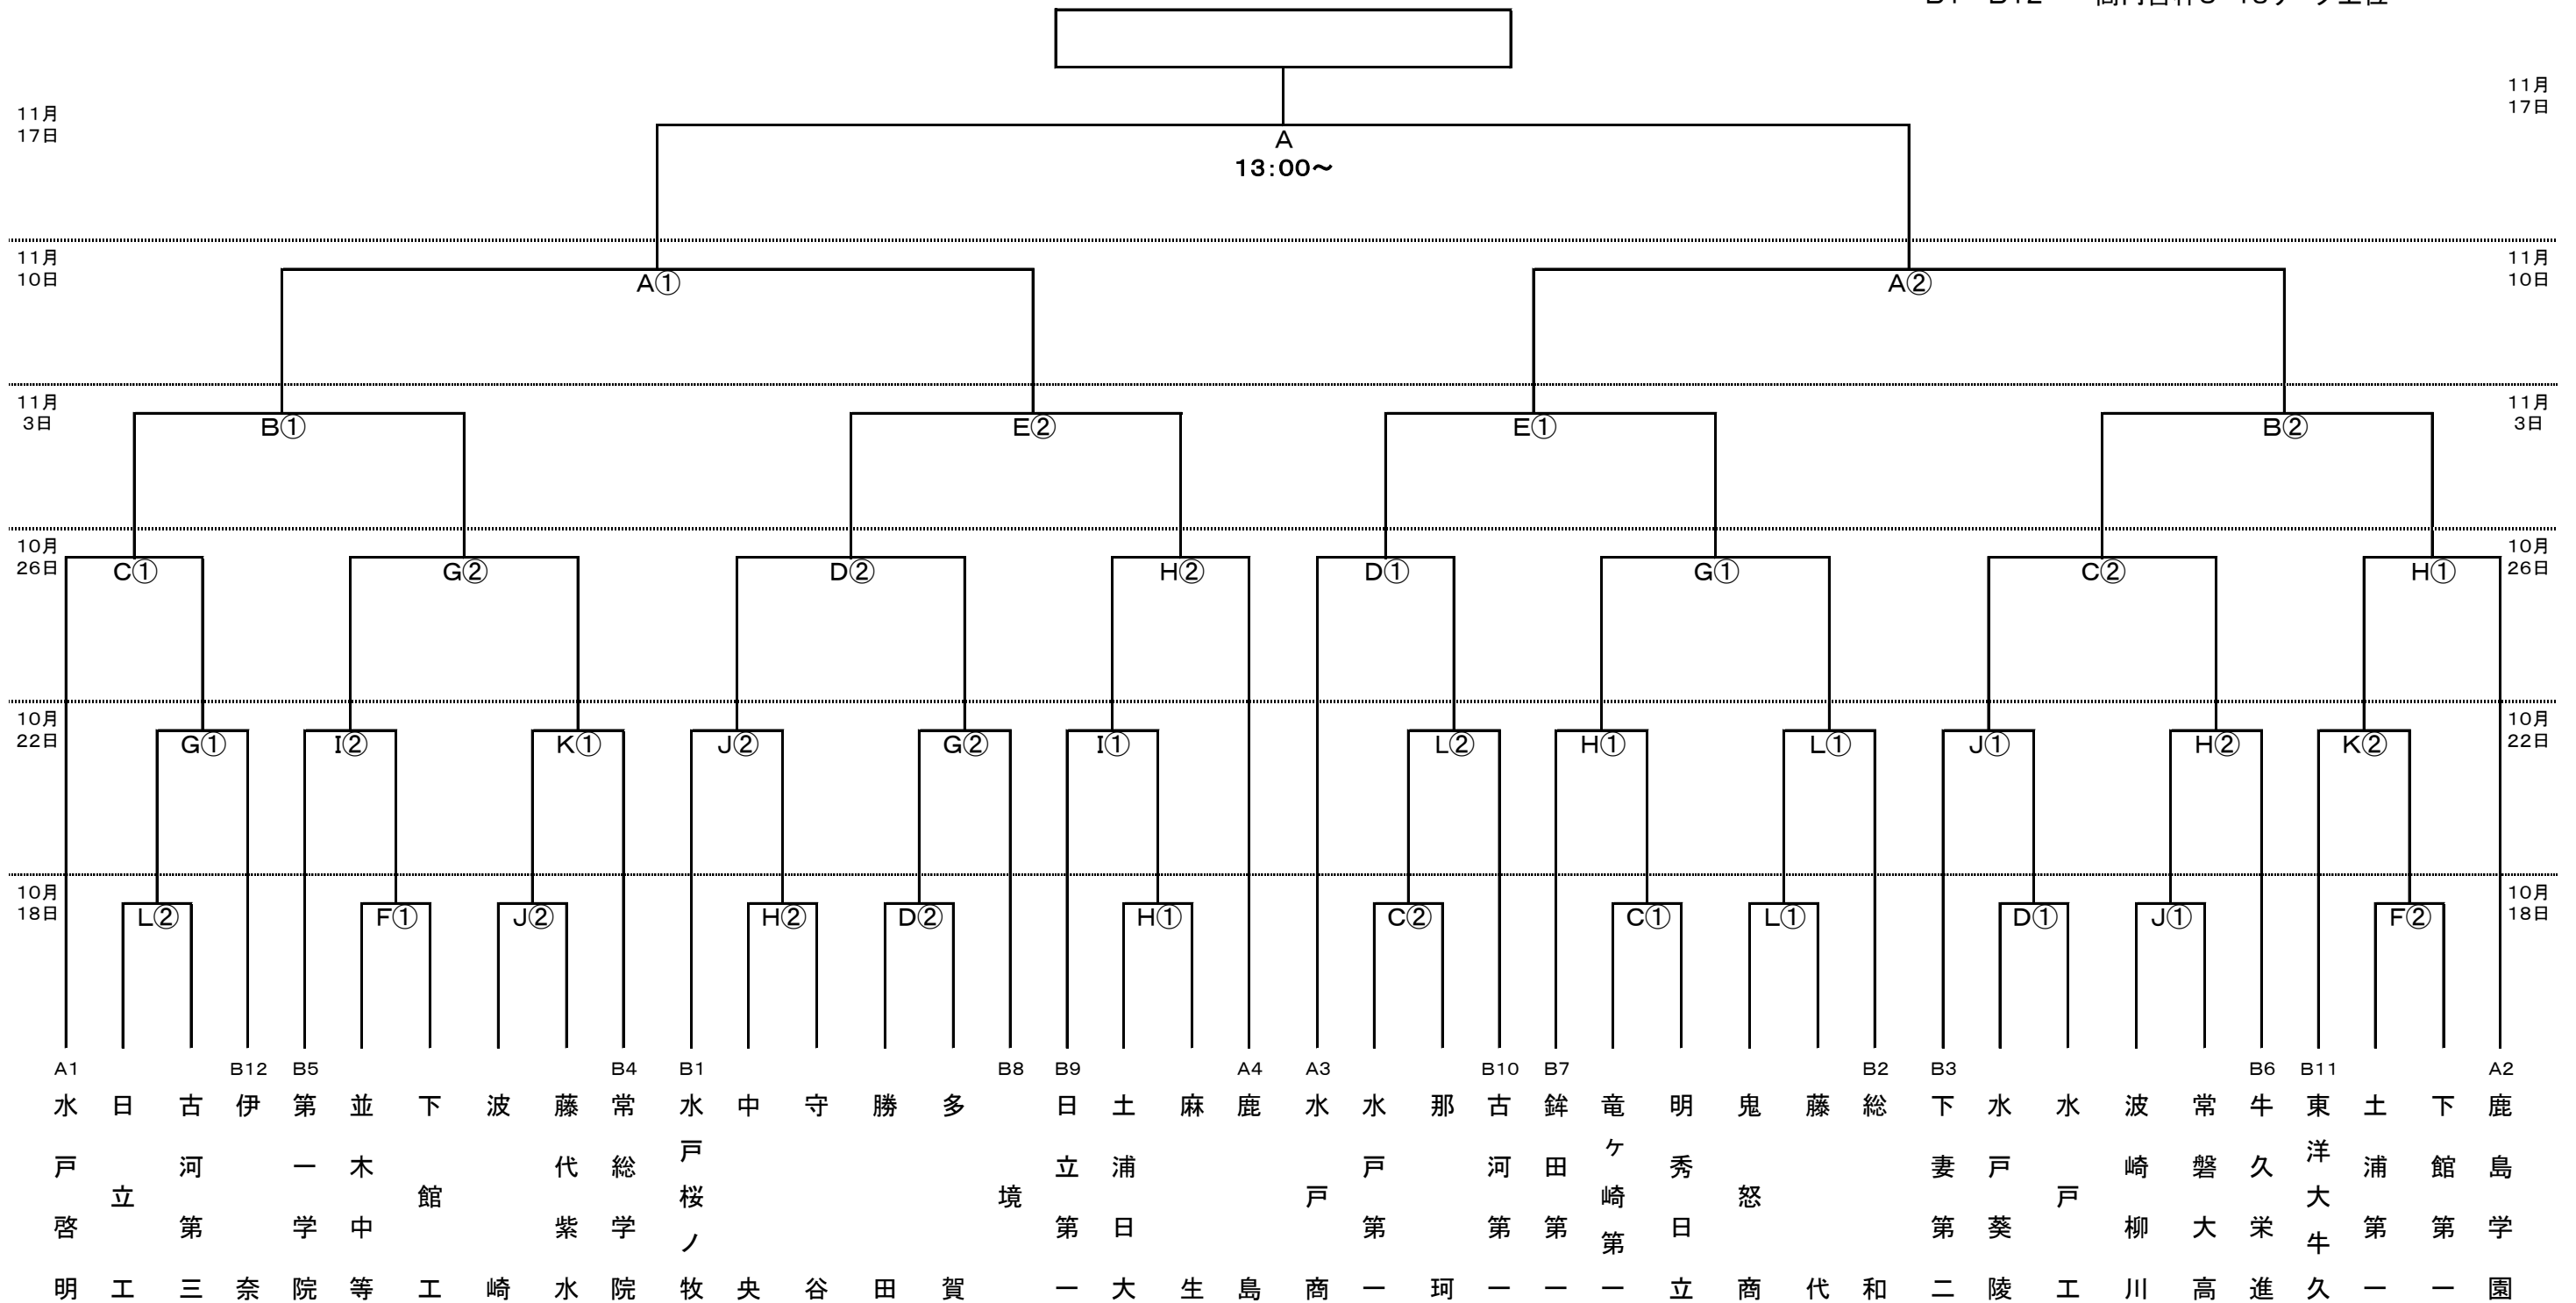 11月
17日
11月
17日
A
13:00～
11月
10日
A①
A②
11月
10日
11月
3日
B①
E②
E①
B②
11月
3日
10月
26日
C①
G②
D②
H②
D①
G①
C②
H①
10月
26日
10月
22日
G①
I②
K①
J②
G②
I①
L②
H①
L①
J①
H②
K②
10月
22日
10月
18日
L②
F①
J②
H②
D②
H①
C②
C①
L①
D①
J①
F②
10月
18日
A1
B12
B5
B4
B1
B8
B9
A4
A3
B10
B7
B2
B3
B6
B11
A2
水戸啓明
日立工
古河第三
伊奈
第一学院
並木中等
下館工
波崎
藤代紫水
常総学院
水戸桜ノ牧
中央
守谷
勝田
多賀
境
日立第一
土浦日大
麻生
鹿島
水戸商
水戸第一
那珂
古河第一
鉾田第一
竜ヶ崎第一
明秀日立
鬼怒商
藤代
総和
下妻第二
水戸葵陵
水戸工
波崎柳川
常磐大高
牛久栄進
東洋大牛久
土浦第一
下館第一
鹿島学園